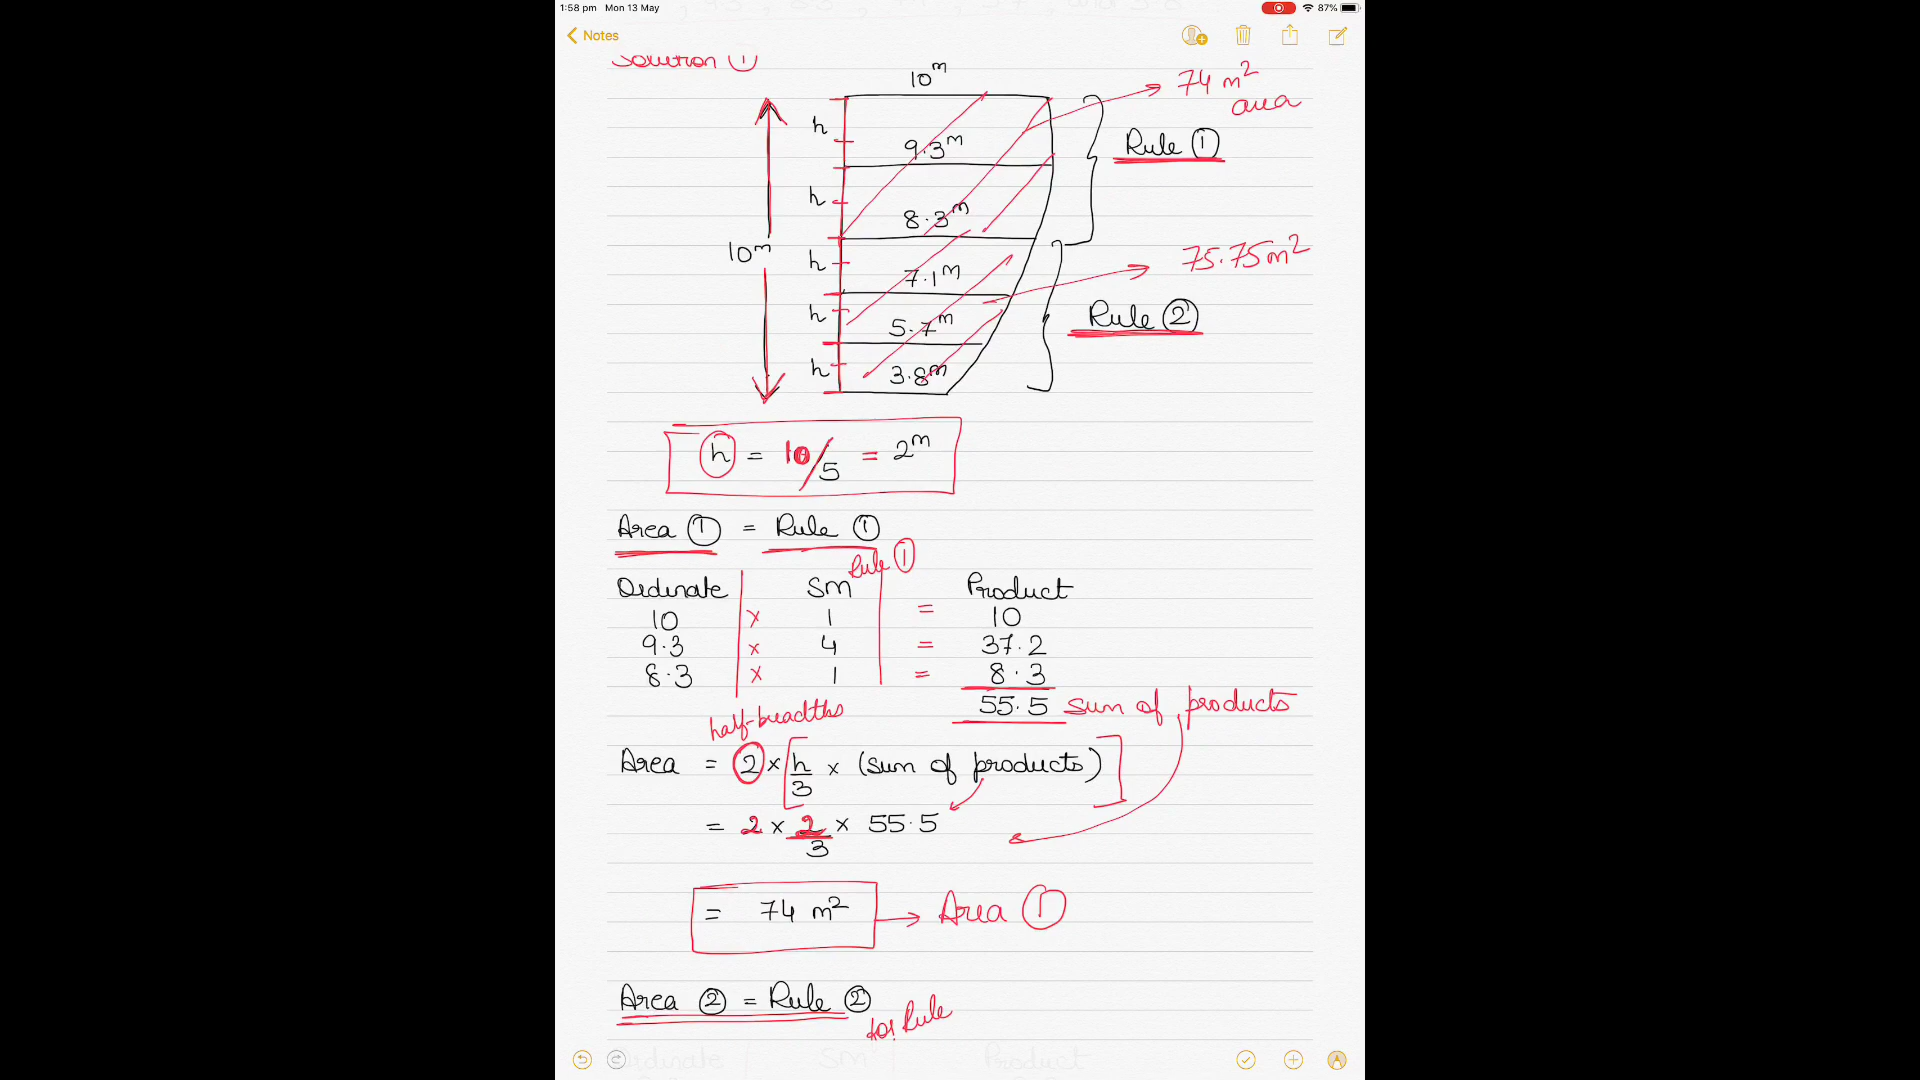 1:58 pm Mon 13 May 87%
Notes
Solution ①
10m
74 m²
area
h
9.3m
Rule ①
h
8.3m
10m
h
7.1m
75.75m²
h
5.7m
Rule ②
h
3.8m
h = 10/5 = 2m
Area ① = Rule ①
Rule ①
Ordinate SM Product
10 × 1 = 10
9.3 × 4 = 37.2
8.3 × 1 = 8.3
55.5 sum of products
half-breadths
Area = 2 × [h/3 × (sum of products)]
= 2 × 2/3 × 55.5
= 74 m² → Area ①
Area ② = Rule ②
Rule
Ordinate SM Product